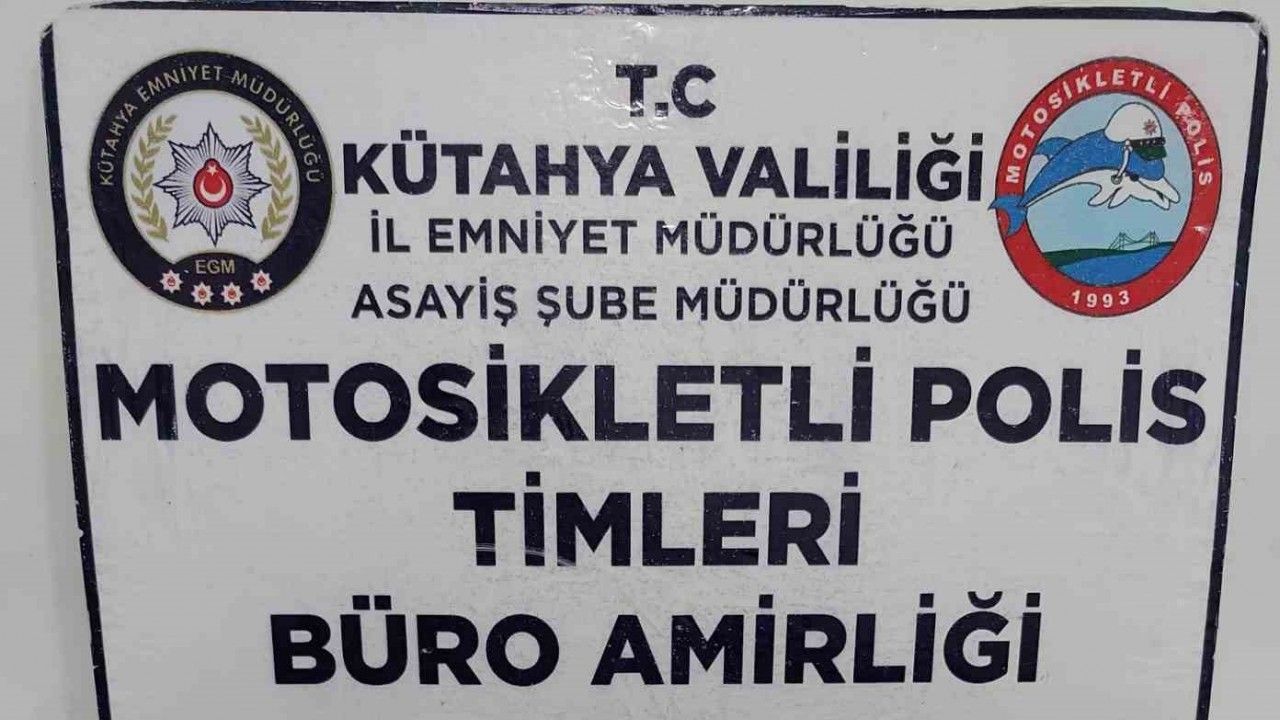 T.C
KÜTAHYA VALİLİĞİ
İL EMNİYET MÜDÜRLÜĞÜ
ASAYİŞ ŞUBE MÜDÜRLÜĞÜ
MOTOSİKLETLİ POLİS
TİMLERİ
BÜRO AMİRLİĞİ
KÜTAHYA EMNİYET MÜDÜRLÜĞÜ
EGM
MOTOSİKLETLİ POLİS
1993